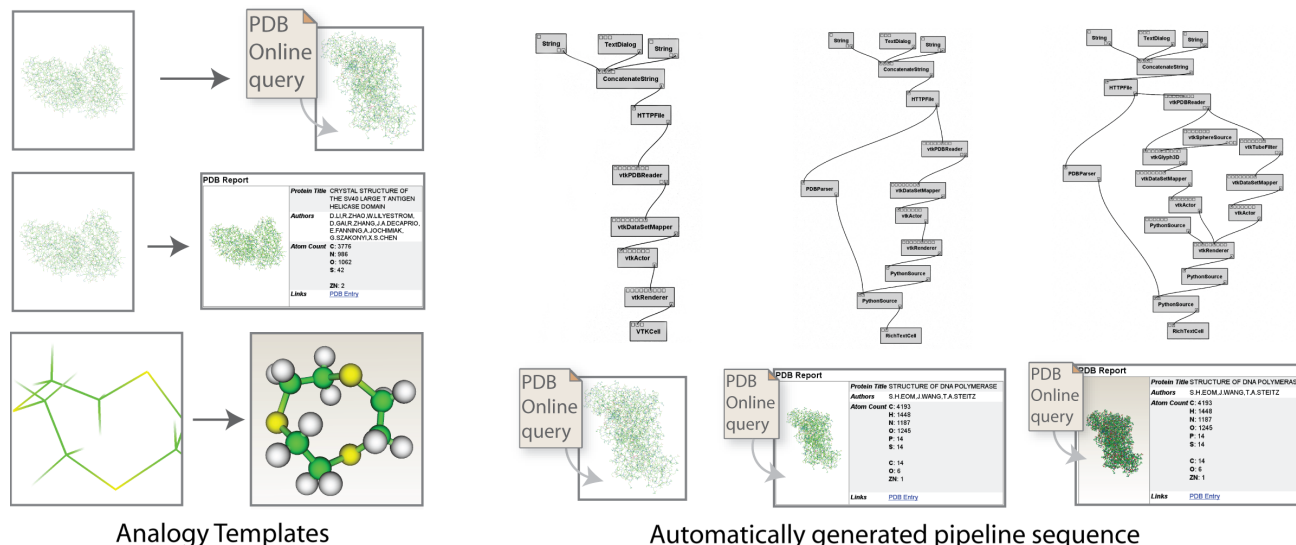 PDB
Online
query
PDB Report
Protein Title CRYSTAL STRUCTURE OF
THE SV40 LARGE T ANTIGEN
HELICASE DOMAIN
Authors D.LI,R.ZHAO,W.LILYESTROM,
D.GAI,R.ZHANG,J.A.DECAPRIO,
E.FANNING,A.JOCHIMIAK,
G.SZAKONYI,X.S.CHEN
Atom Count C: 3776
N: 986
O: 1062
S: 42
ZN: 2
Links PDB Entry
Analogy Templates
String TextDialog String
ConcatenateString
HTTPFile
vtkPDBReader
vtkDataSetMapper
vtkActor
vtkRenderer
VTKCell
String TextDialog String
ConcatenateString
HTTPFile
vtkPDBReader
PDBParser
vtkDataSetMapper
vtkActor
vtkRenderer
PythonSource
PythonSource
RichTextCell
String TextDialog String
ConcatenateString
HTTPFile
vtkPDBReader
vtkSphereSource
vtkGlyph3D vtkTubeFilter
PDBParser
vtkDataSetMapper vtkDataSetMapper
vtkActor vtkActor
PythonSource
vtkRenderer
PythonSource
PythonSource
RichTextCell
PDB
Online
query
PDB
Online
query
PDB Report
Protein Title STRUCTURE OF DNA POLYMERASE
Authors S.H.EOM,J.WANG,T.A.STEITZ
Atom Count C: 4193
H: 1448
N: 1187
O: 1245
P: 14
S: 14
C: 14
O: 6
ZN: 1
Links PDB Entry
PDB
Online
query
PDB Report
Protein Title STRUCTURE OF DNA POLYMERASE
Authors S.H.EOM,J.WANG,T.A.STEITZ
Atom Count C: 4193
H: 1448
N: 1187
O: 1245
P: 14
S: 14
C: 14
O: 6
ZN: 1
Links PDB Entry
Automatically generated pipeline sequence